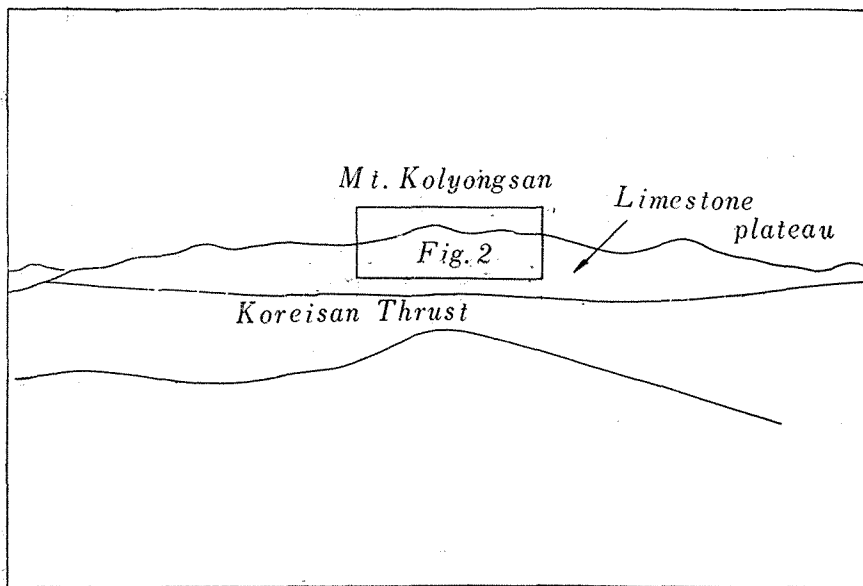 Mt. Kolyongsan
Limestone
plateau
Fig. 2
Koreisan Thrust